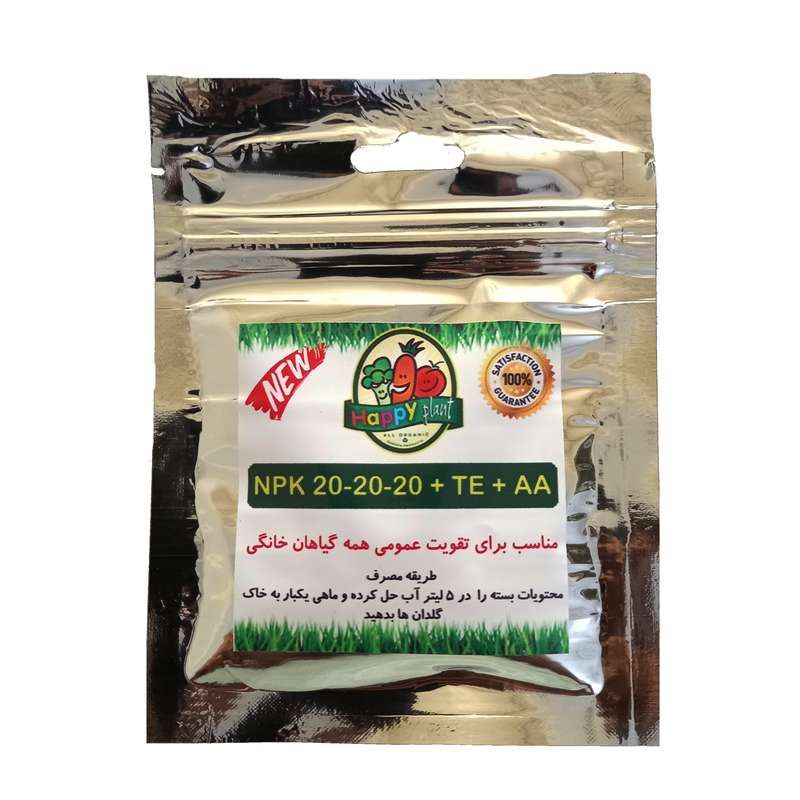 NEW
Happy plant
ALL ORGANIC
SATISFACTION
100%
GUARANTEE
NPK 20-20-20 + TE + AA
مناسب برای تقویت عمومی همه گیاهان خانگی
طریقه مصرف
محتویات بسته را در ۵ لیتر آب حل کرده و ماهی یکبار به خاک
گلدان ها بدهید